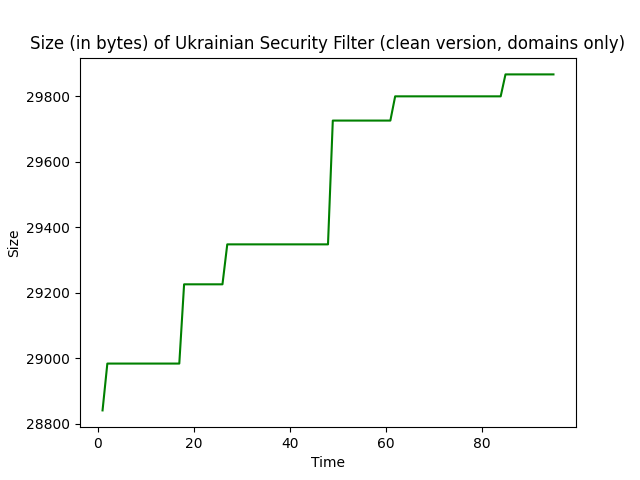 Size (in bytes) of Ukrainian Security Filter (clean version, domains only)
29800
29600
29400
29200
29000
28800
Size
0 20 40 60 80
Time